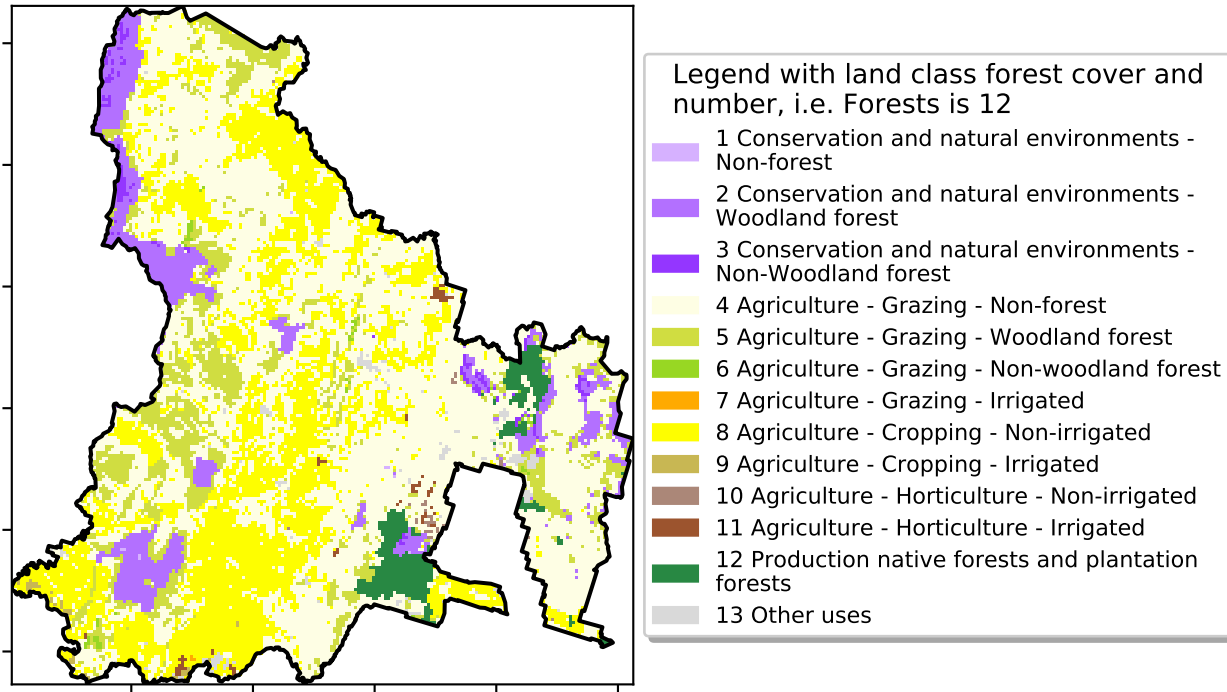 Legend with land class forest cover and
number, i.e. Forests is 12
1 Conservation and natural environments -
Non-forest
2 Conservation and natural environments -
Woodland forest
3 Conservation and natural environments -
Non-Woodland forest
4 Agriculture - Grazing - Non-forest
5 Agriculture - Grazing - Woodland forest
6 Agriculture - Grazing - Non-woodland forest
7 Agriculture - Grazing - Irrigated
8 Agriculture - Cropping - Non-irrigated
9 Agriculture - Cropping - Irrigated
10 Agriculture - Horticulture - Non-irrigated
11 Agriculture - Horticulture - Irrigated
12 Production native forests and plantation
forests
13 Other uses